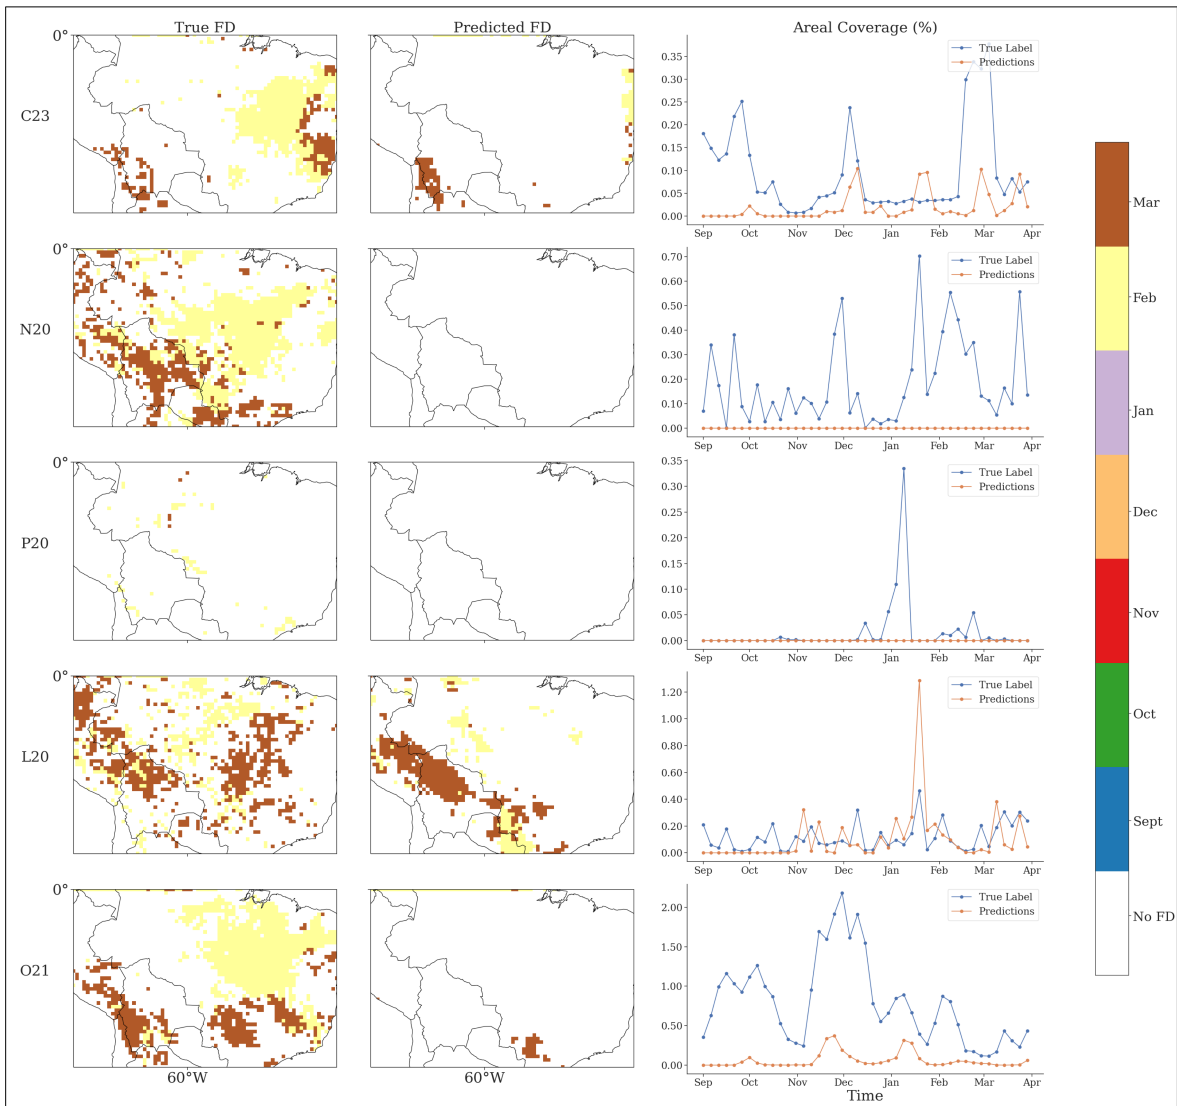 True FD Predicted FD Areal Coverage (%)
C23
0°
0.35
0.30
0.25
0.20
0.15
0.10
0.05
0.00
Sep Oct Nov Dec Jan Feb Mar Apr
True Label
Predictions
N20
0°
0.70
0.60
0.50
0.40
0.30
0.20
0.10
0.00
Sep Oct Nov Dec Jan Feb Mar Apr
True Label
Predictions
P20
0°
0.35
0.30
0.25
0.20
0.15
0.10
0.05
0.00
Sep Oct Nov Dec Jan Feb Mar Apr
True Label
Predictions
L20
0°
1.20
1.00
0.80
0.60
0.40
0.20
0.00
Sep Oct Nov Dec Jan Feb Mar Apr
True Label
Predictions
O21
0°
60°W 60°W
2.00
1.50
1.00
0.50
0.00
Sep Oct Nov Dec Jan Feb Mar Apr
Time
True Label
Predictions
Mar
Feb
Jan
Dec
Nov
Oct
Sept
No FD